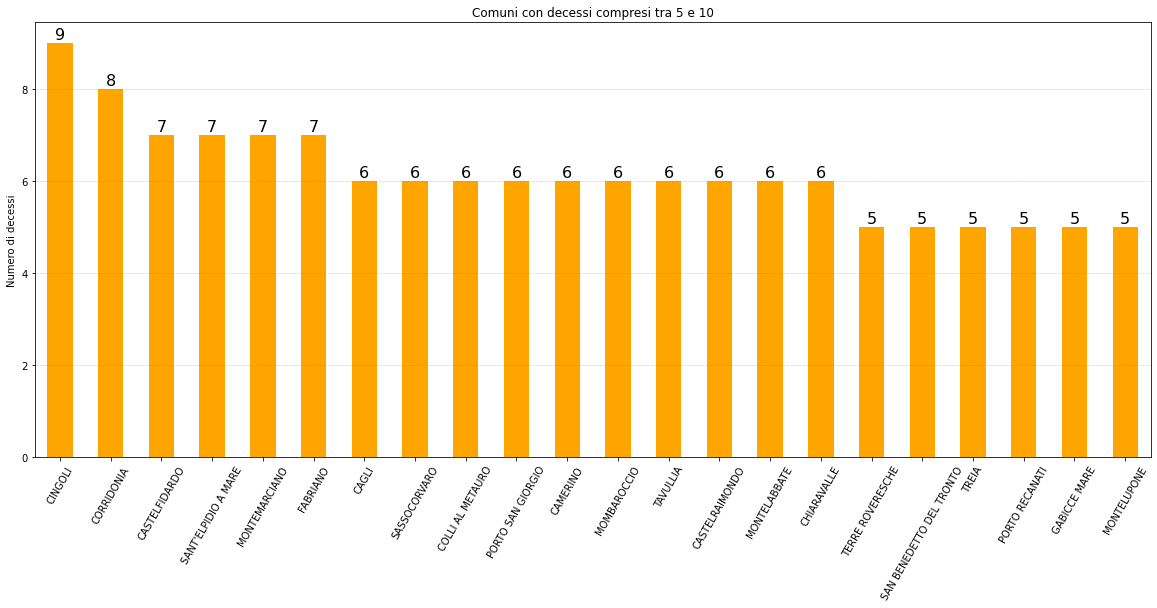 Comuni con decessi compresi tra 5 e 10
Numero di decessi
8
6
4
2
0
9
8
7
7
7
7
6
6
6
6
6
6
6
6
6
6
5
5
5
5
5
5
CINGOLI
CORRIDONIA
CASTELFIDARDO
SANT'ELPIDIO A MARE
MONTEMARCIANO
FABRIANO
CAGLI
SASSOCORVARO
COLLI AL METAURO
PORTO SAN GIORGIO
CAMERINO
MOMBAROCCIO
TAVULLIA
CASTELRAIMONDO
MONTELABBATE
CHIARAVALLE
TERRE ROVERESCHE
SAN BENEDETTO DEL TRONTO
TREIA
PORTO RECANATI
GABICCE MARE
MONTELUPONE